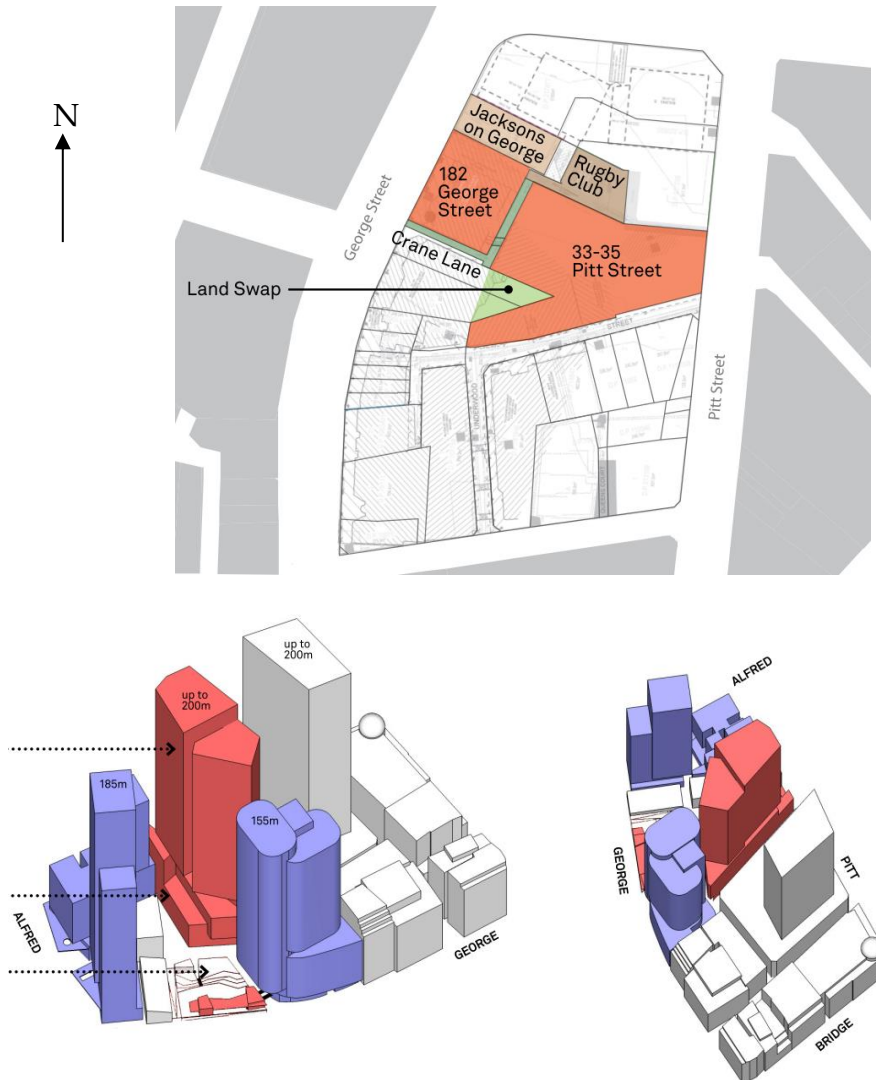 N
Jacksons
on George
Rugby
Club
182
George
Street
George Street
Crane Lane
33-35
Pitt Street
Land Swap
STREET
UNDERWOOD
Pitt Street
up to
200m
up to
200m
185m
155m
ALFRED
GEORGE
ALFRED
GEORGE
PITT
BRIDGE